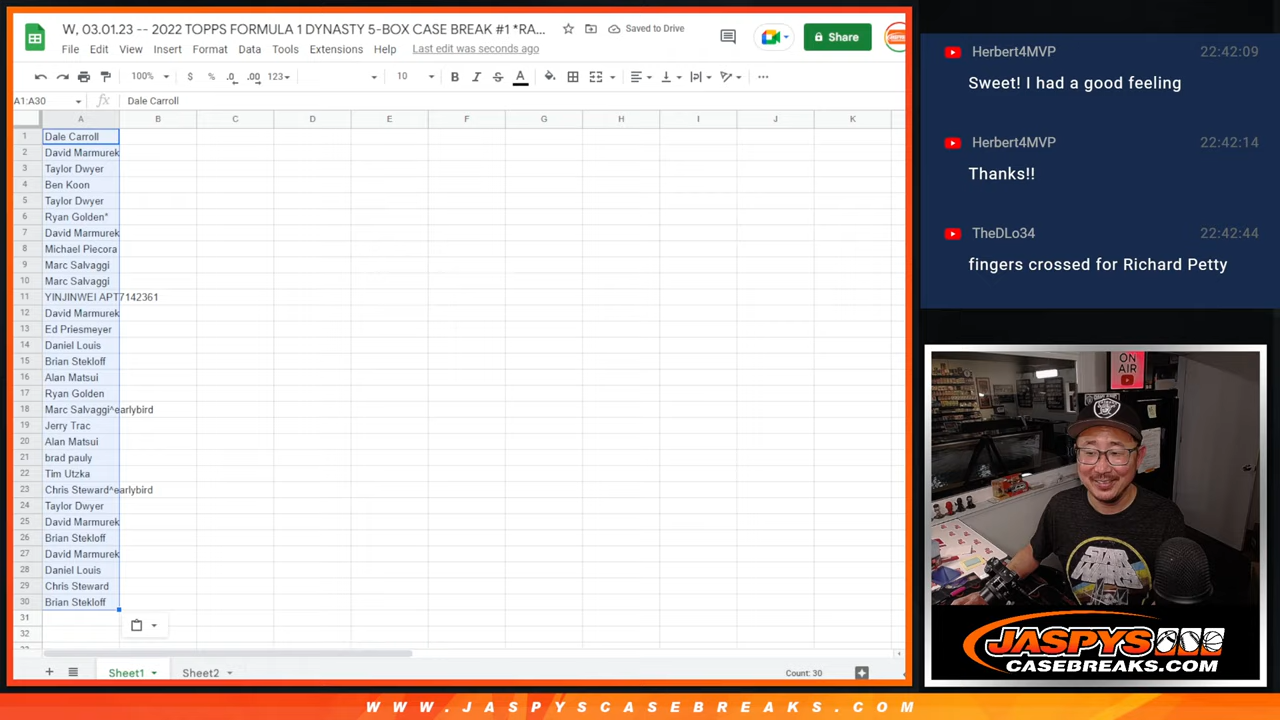 W, 03.01.23 -- 2022 TOPPS FORMULA 1 DYNASTY 5-BOX CASE BREAK #1 *RA...
Saved to Drive
File Edit View Insert Format Data Tools Extensions Help Last edit was seconds ago
Share
100% $ % .0 .00 123 10 B I S A
A1:A30 fx Dale Carroll
A B C D E F G H I J K
1 Dale Carroll
2 David Marmurek
3 Taylor Dwyer
4 Ben Koon
5 Taylor Dwyer
6 Ryan Golden*
7 David Marmurek
8 Michael Piecora
9 Marc Salvaggi
10 Marc Salvaggi
11 YINJINWEI APT7142361
12 David Marmurek
13 Ed Priesmeyer
14 Daniel Louis
15 Brian Stekloff
16 Alan Matsui
17 Ryan Golden
18 Marc Salvaggi^earlybird
19 Jerry Trac
20 Alan Matsui
21 brad pauly
22 Tim Utzka
23 Chris Steward^earlybird
24 Taylor Dwyer
25 David Marmurek
26 Brian Stekloff
27 David Marmurek
28 Daniel Louis
29 Chris Steward
30 Brian Stekloff
31
32
Sheet1 Sheet2 Count: 30
Herbert4MVP 22:42:09
Sweet! I had a good feeling
Herbert4MVP 22:42:14
Thanks!!
TheDLo34 22:42:44
fingers crossed for Richard Petty
ON
AIR
STAR
WARS
JASPYS
CASEBREAKS.COM
WWW.JASPYSCASEBREAKS.COM